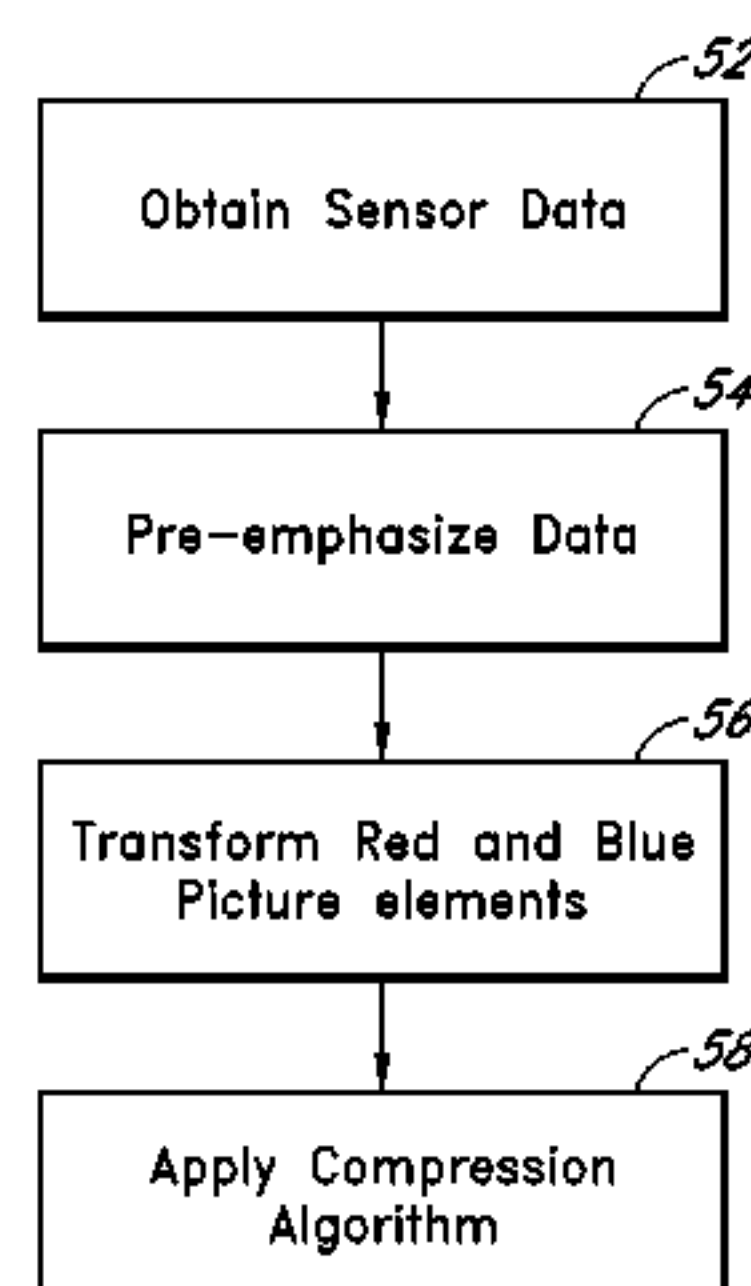 52
Obtain Sensor Data
54
Pre-emphasize Data
56
Transform Red and Blue
Picture elements
58
Apply Compression
Algorithm